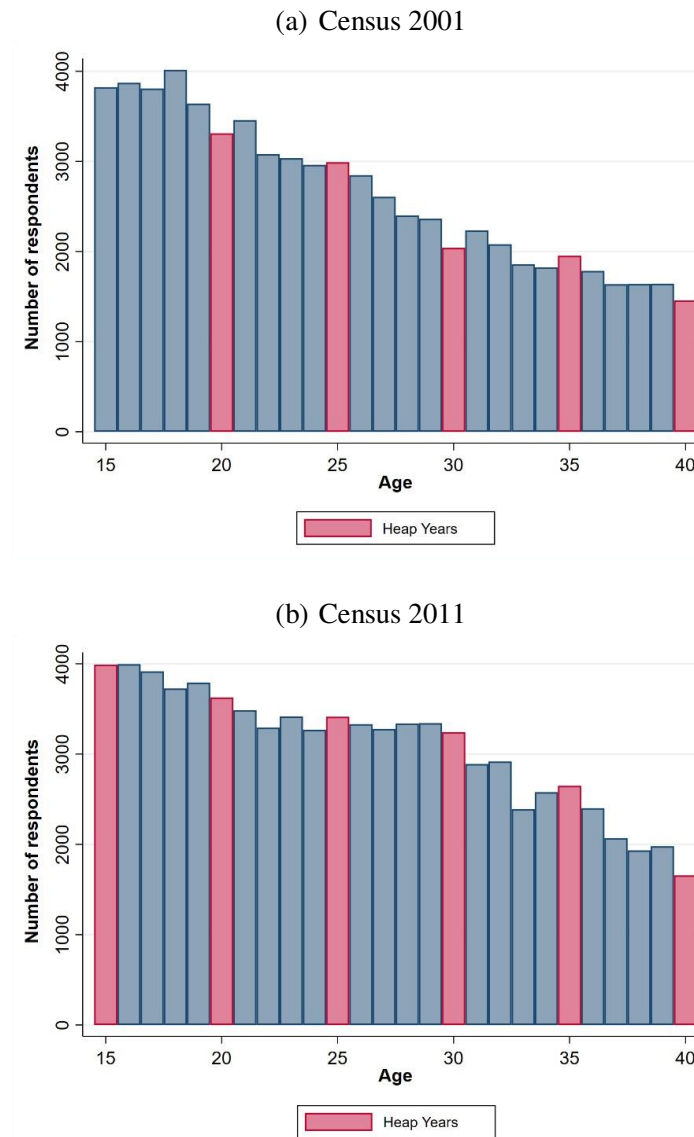 (a) Census 2001
Number of respondents
4000
3000
2000
1000
0
15 20 25 30 35 40
Age
Heap Years
(b) Census 2011
Number of respondents
4000
3000
2000
1000
0
15 20 25 30 35 40
Age
Heap Years